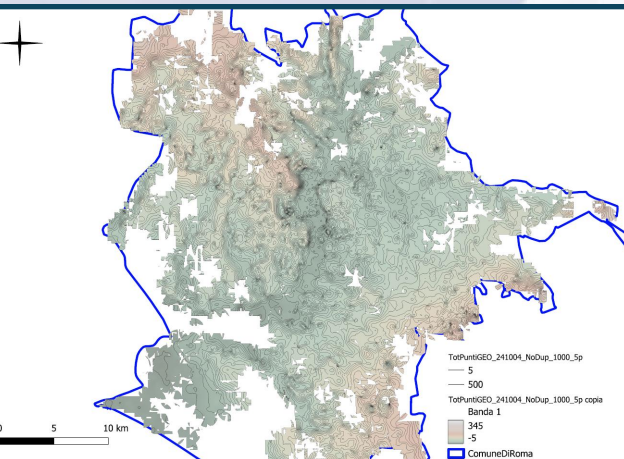 TotPuntiGEO_241004_NoDup_1000_5p
5
500
TotPuntiGEO_241004_NoDup_1000_5p copia
Banda 1
345
-5
ComuneDiRoma
0 5 10 km